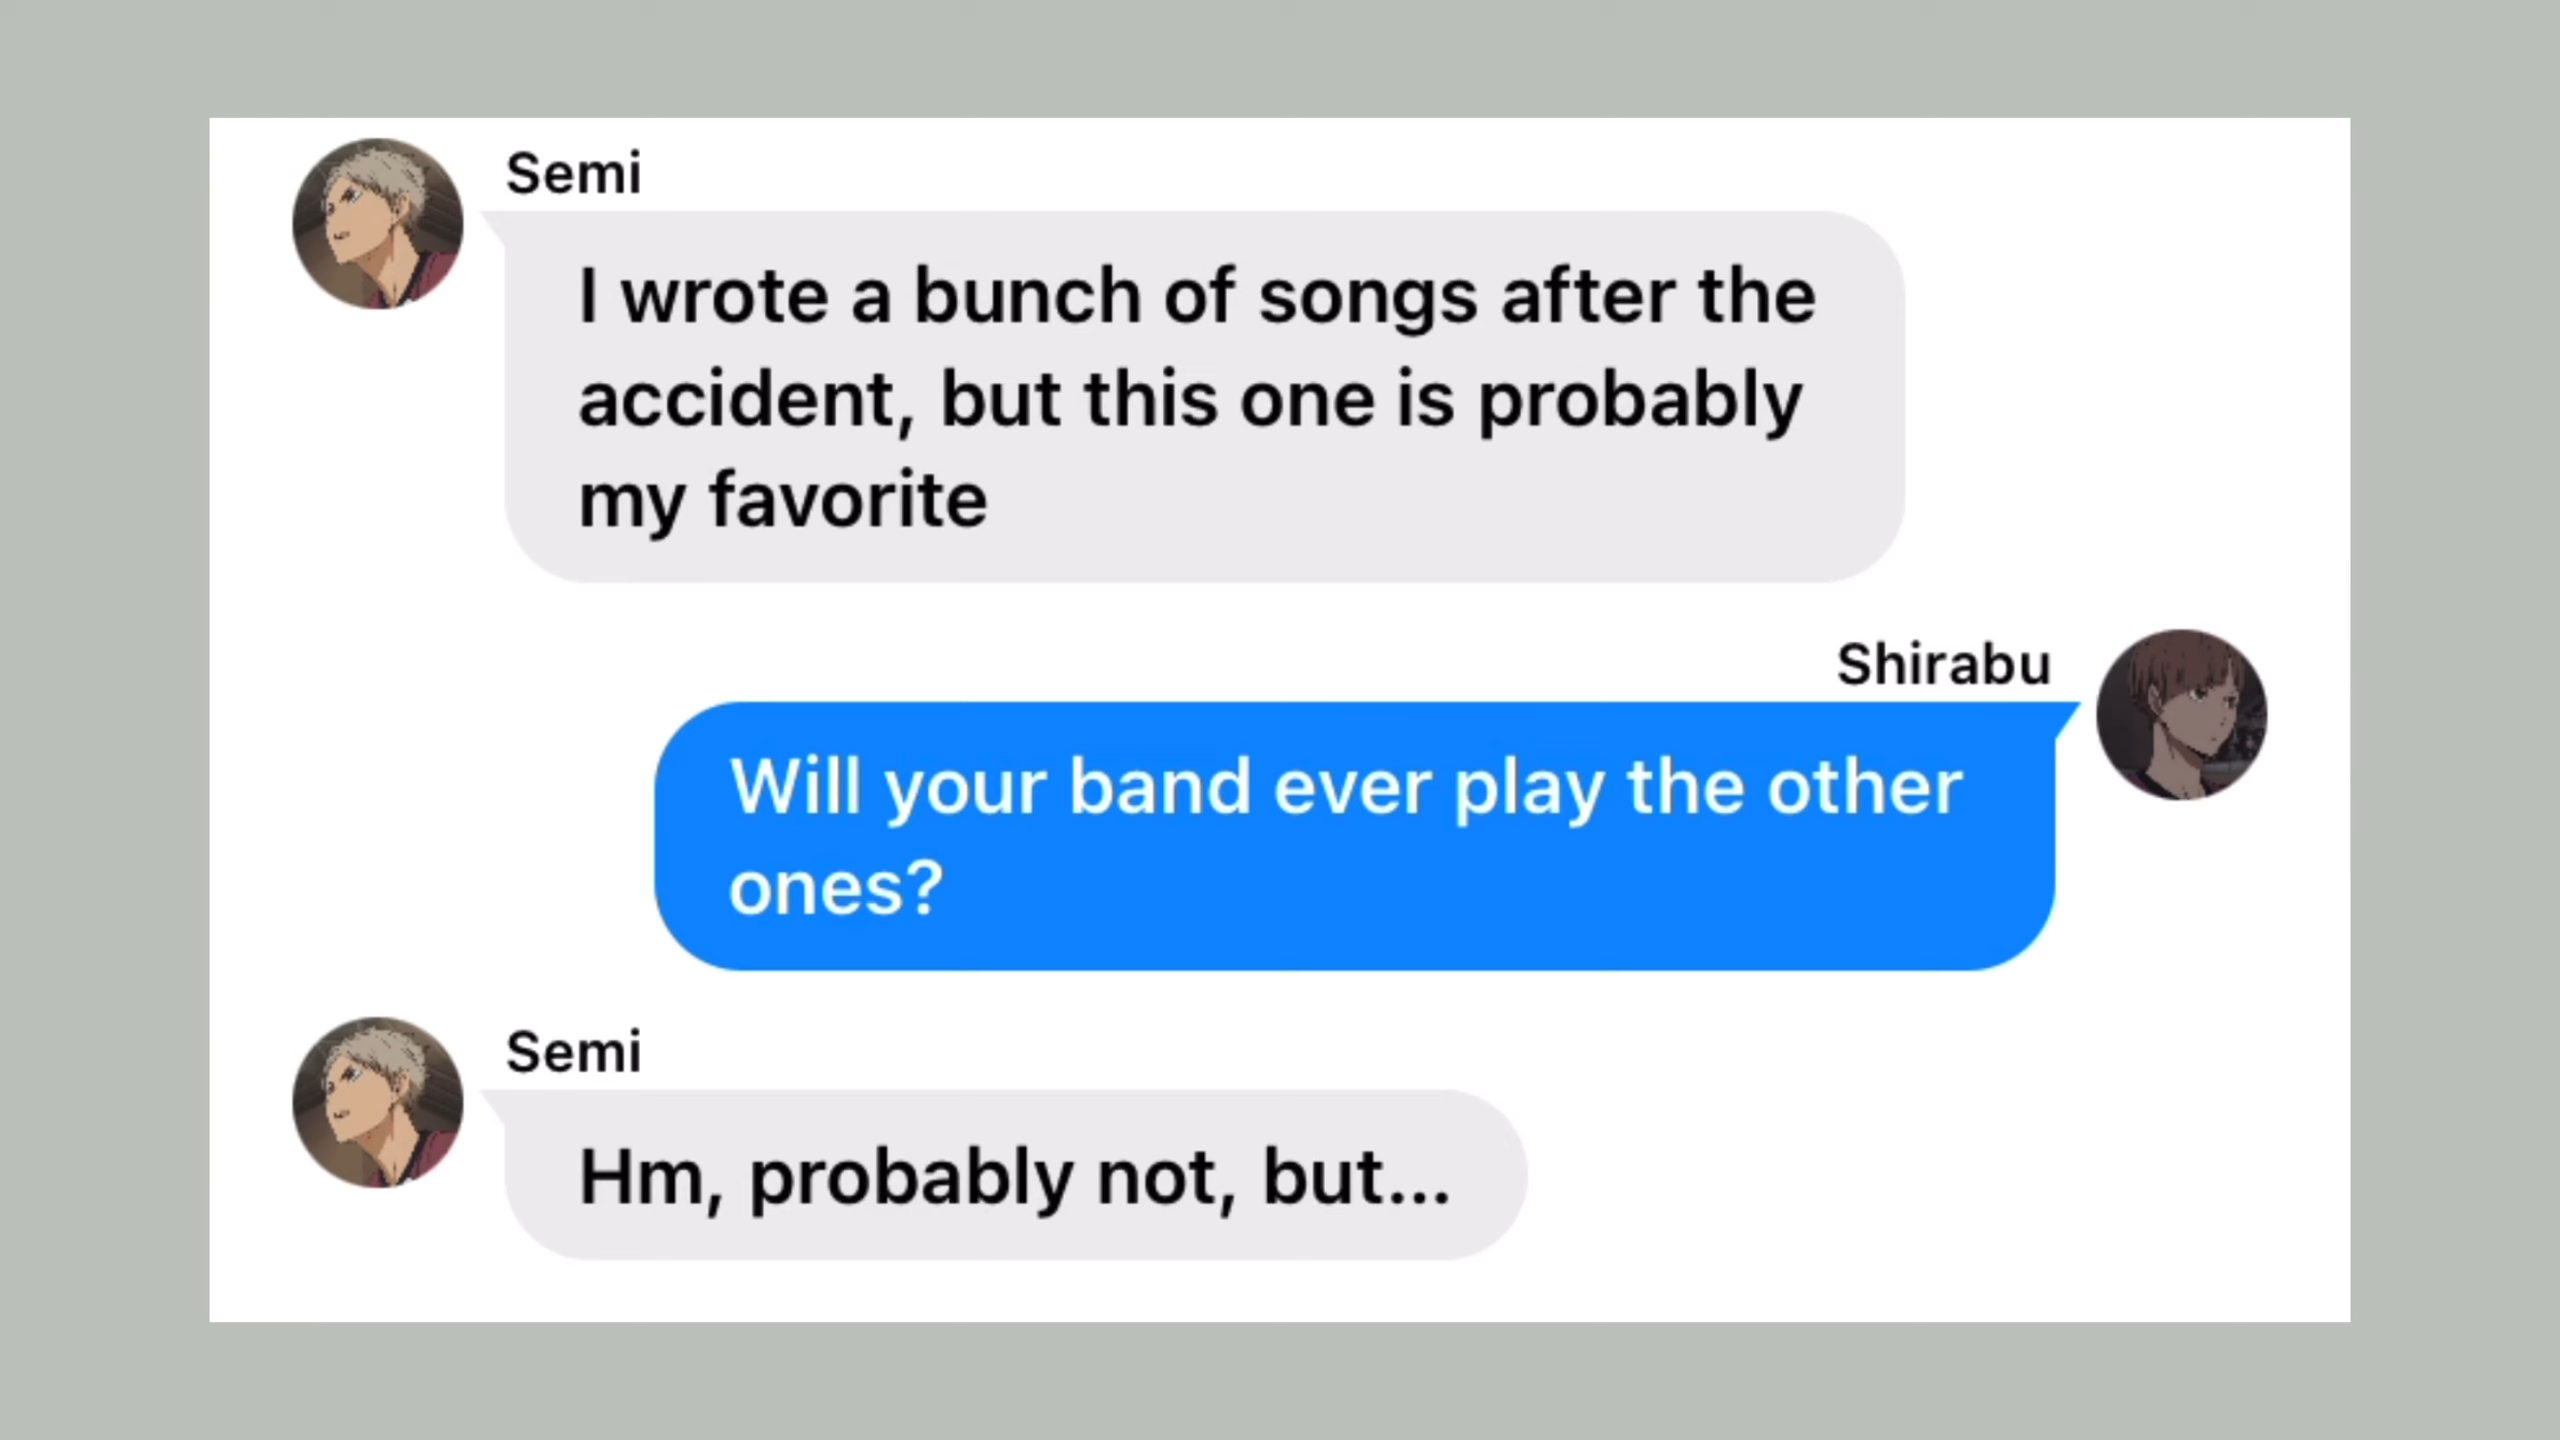 Semi
I wrote a bunch of songs after the
accident, but this one is probably
my favorite
Shirabu
Will your band ever play the other
ones?
Semi
Hm, probably not, but...